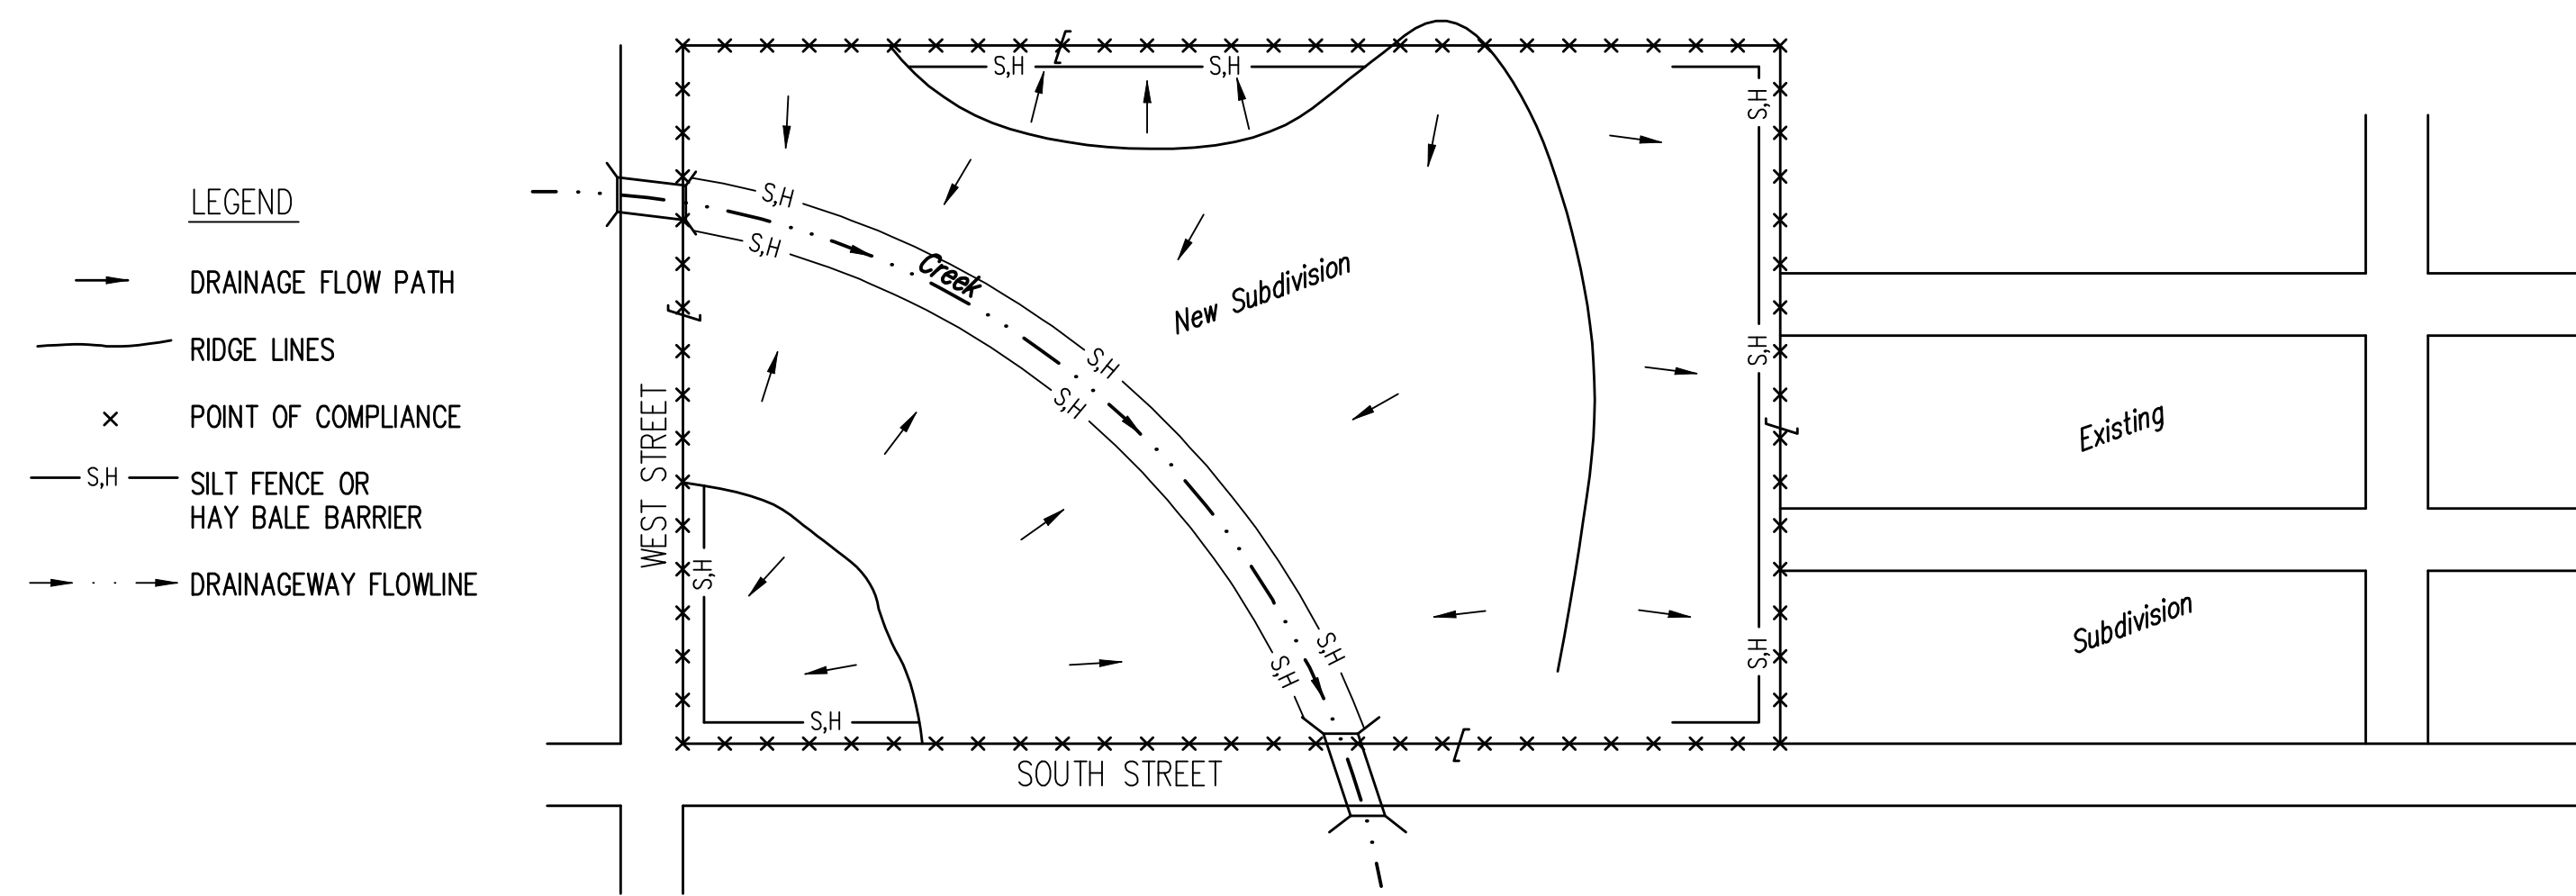 LEGEND
DRAINAGE FLOW PATH
RIDGE LINES
POINT OF COMPLIANCE
S,H
SILT FENCE OR
HAY BALE BARRIER
DRAINAGEWAY FLOWLINE
S,H
S,H
S,H
S,H
S,H
Creek
New Subdivision
S,H
S,H
S,H
WEST STREET
S,H
S,H
S,H
S,H
S,H
SOUTH STREET
Existing
Subdivision